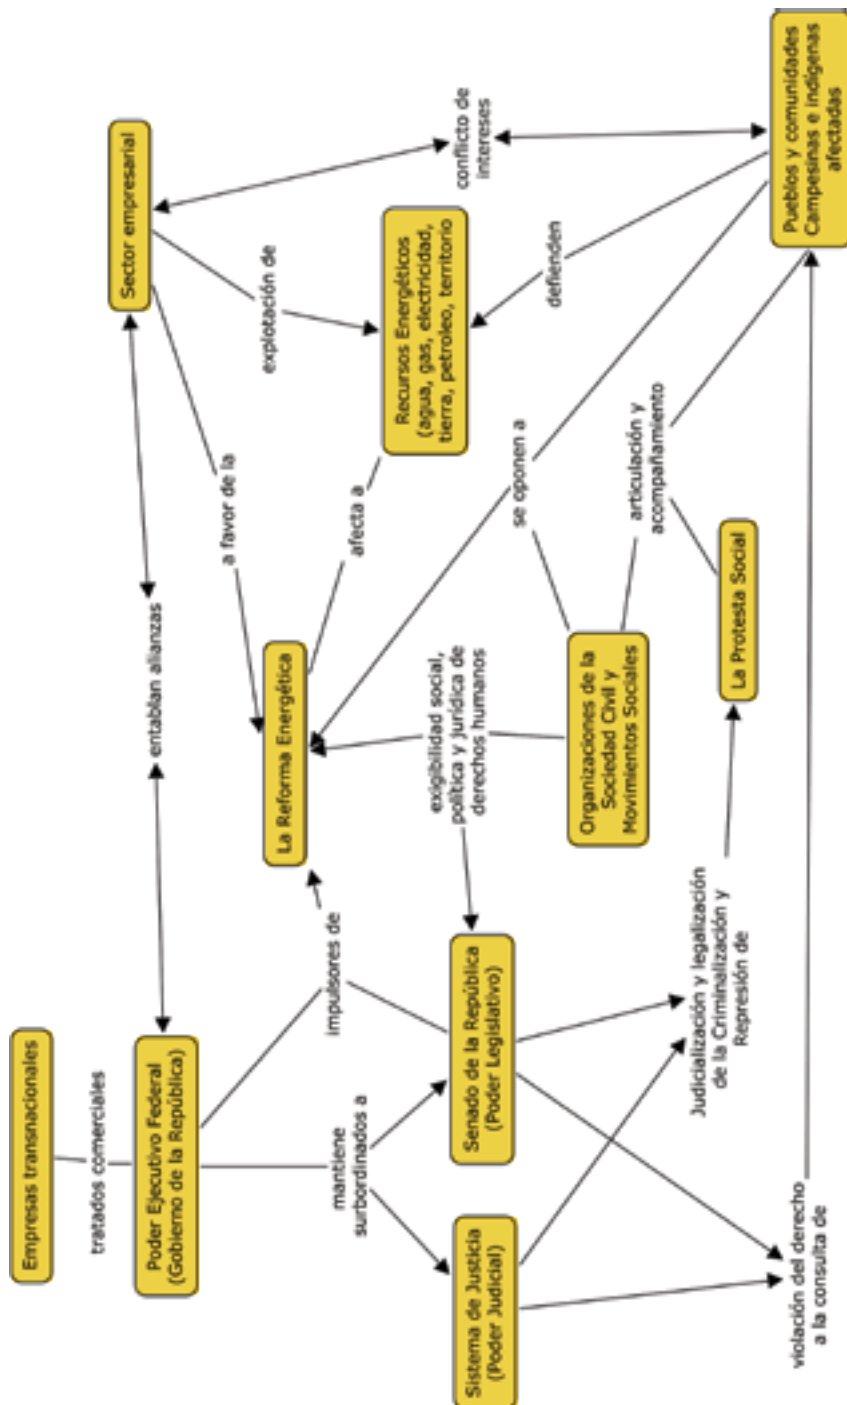 Empresas transnacionales
tratados comerciales
Poder Ejecutivo Federal
(Gobierno de la República)
entablan alianzas
Sector empresarial
mantiene
surbordinados a
impulsores de
a favor de la
explotación de
conflicto de
intereses
La Reforma Energética
afecta a
Recursos Energéticos
(agua, gas, electricidad,
tierra, petroleo, territorio
Sistema de Justicia
(Poder Judicial)
Senado de la República
(Poder Legislativo)
exigibilidad social,
política y jurídica de
derechos humanos
se oponen a
defienden
Organizaciones de la
Sociedad Civil y
Movimientos Sociales
articulación y
acompañamiento
Judicialización y legalización
de la Criminalización y
Represión de
La Protesta Social
violación del derecho
a la consulta de
Pueblos y comunidades
Campesinas e indígenas
afectadas